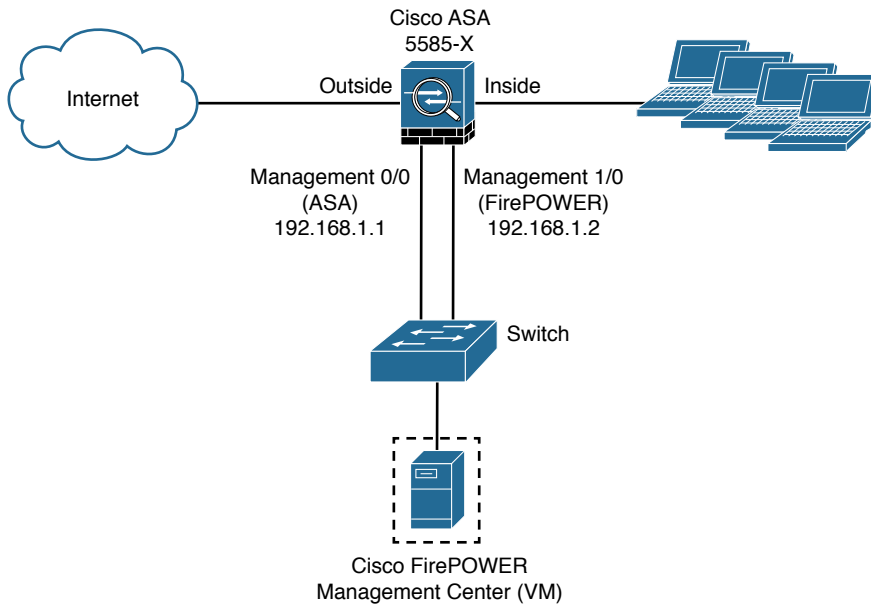 Cisco ASA
5585-X
Internet
Outside
Inside
Management 0/0
(ASA)
192.168.1.1
Management 1/0
(FirePOWER)
192.168.1.2
Switch
Cisco FirePOWER
Management Center (VM)